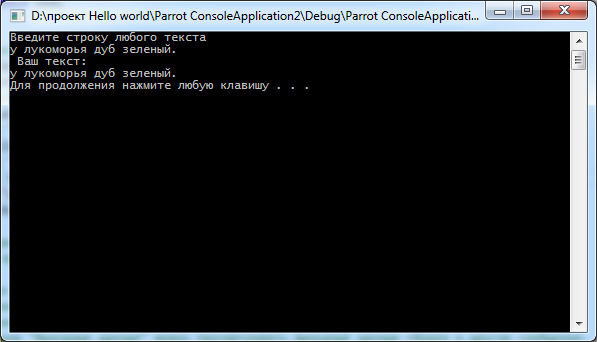 D:\проект Hello world\Parrot ConsoleApplication2\Debug\Parrot ConsoleApplicati...
Введите строку любого текста
у лукоморья дуб зеленый.
Ваш текст:
у лукоморья дуб зеленый.
Для продолжения нажмите любую клавишу . . .